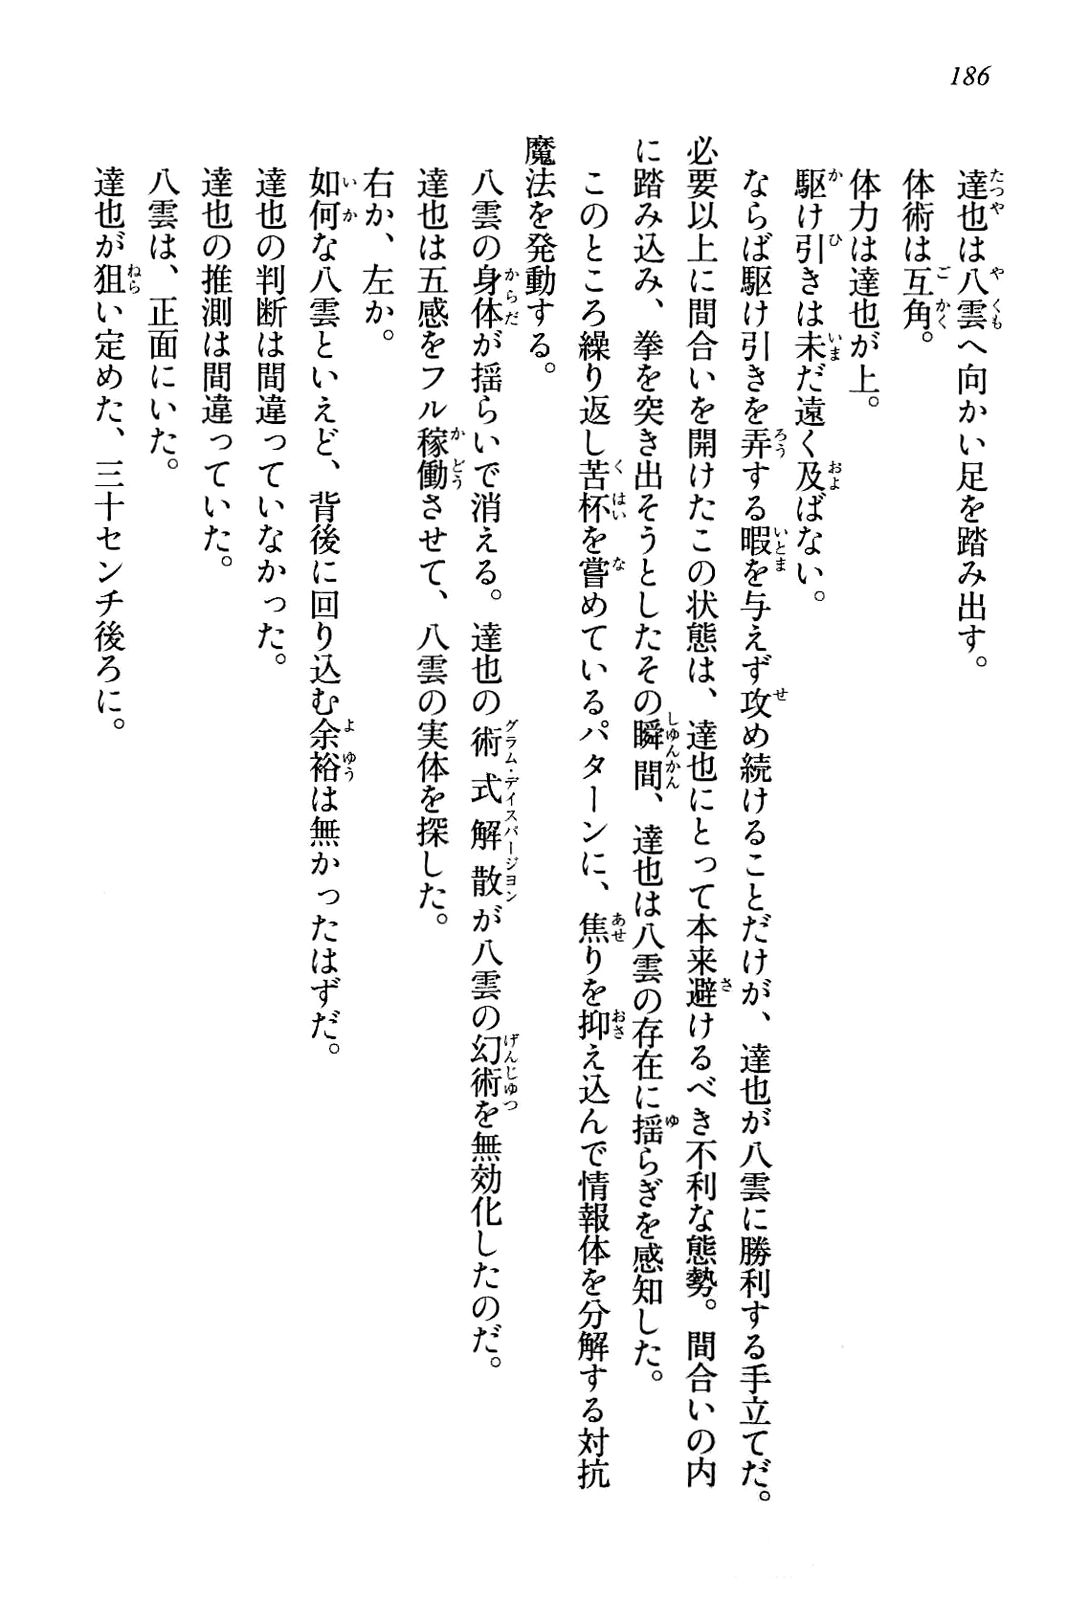 186
達也は八雲へ向かい足を踏み出す。
体術は互角。
体力は達也が上。
駆け引きは未だ遠く及ばない。
ならば駆け引きを弄する暇を与えず攻め続けることだけが、達也が八雲に勝利する手立てだ。
必要以上に間合いを開けたこの状態は、達也にとって本来避けるべき不利な態勢。間合いの内
に踏み込み、拳を突き出そうとしたその瞬間、達也は八雲の存在に揺らぎを感知した。
このところ繰り返し苦杯を嘗めているパターンに、焦りを抑え込んで情報体を分解する対抗
魔法を発動する。
八雲の身体が揺らいで消える。達也の術式解散が八雲の幻術を無効化したのだ。
達也は五感をフル稼働させて、八雲の実体を探した。
右か、左か。
如何な八雲といえど、背後に回り込む余裕は無かったはずだ。
達也の判断は間違っていなかった。
達也の推測は間違っていた。
八雲は、正面にいた。
達也が狙い定めた、三十センチ後ろに。